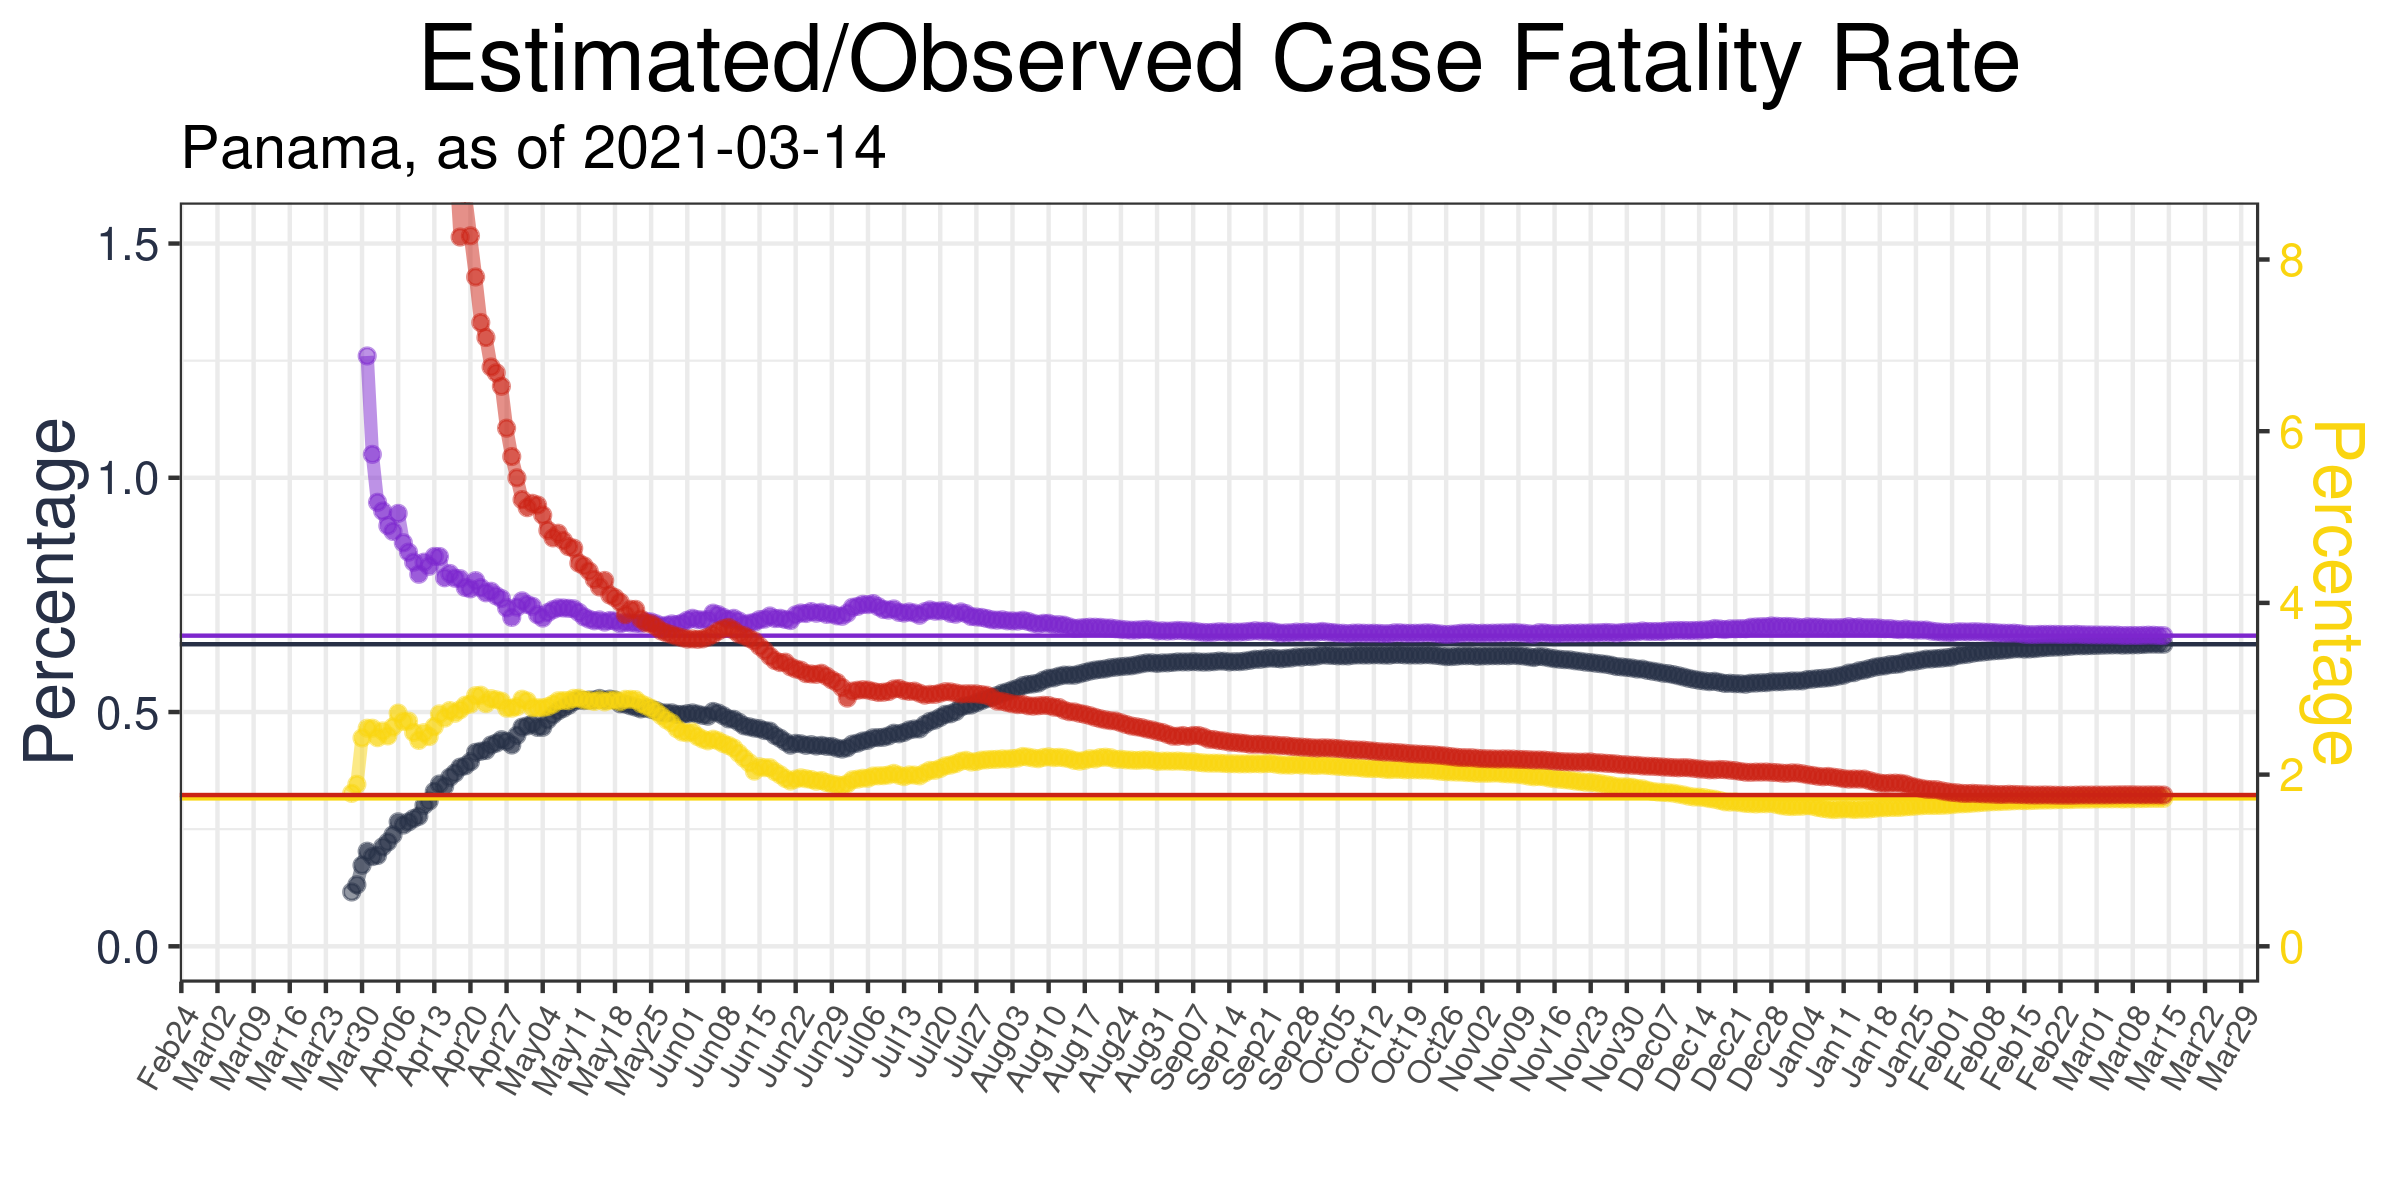 Estimated/Observed Case Fatality Rate
Panama, as of 2021-03-14
Percentage
1.5
1.0
0.5
0.0
8
6
4
2
0
Percentage
Feb24 Mar02 Mar09 Mar16 Mar23 Mar30 Apr06 Apr13 Apr20 Apr27 May04 May11 May18 May25 Jun01 Jun08 Jun15 Jun22 Jun29 Jul06 Jul13 Jul20 Jul27 Aug03 Aug10 Aug17 Aug24 Aug31 Sep07 Sep14 Sep21 Sep28 Oct05 Oct12 Oct19 Oct26 Nov02 Nov09 Nov16 Nov23 Nov30 Dec07 Dec14 Dec21 Dec28 Jan04 Jan11 Jan18 Jan25 Feb01 Feb08 Feb15 Feb22 Mar01 Mar08 Mar15 Mar22 Mar29